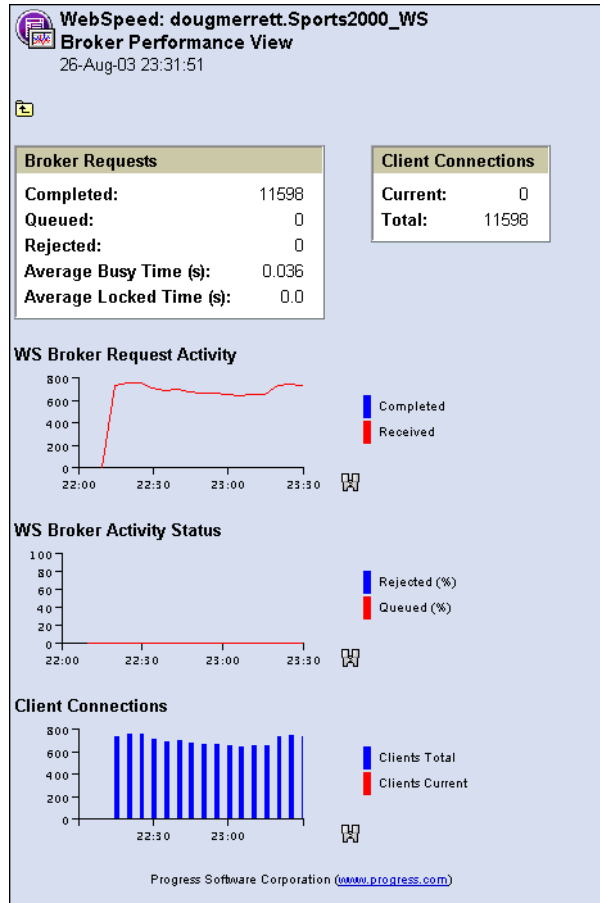 WebSpeed: dougmerrett.Sports2000_WS
Broker Performance View
26-Aug-03 23:31:51
Broker Requests
Completed: 11598
Queued: 0
Rejected: 0
Average Busy Time (s): 0.036
Average Locked Time (s): 0.0
Client Connections
Current: 0
Total: 11598
WS Broker Request Activity
800
600
400
200
0
22:00 22:30 23:00 23:30
Completed
Received
WS Broker Activity Status
100
80
60
40
20
0
22:00 22:30 23:00 23:30
Rejected (%)
Queued (%)
Client Connections
800
600
400
200
0
22:30 23:00
Clients Total
Clients Current
Progress Software Corporation (www.progress.com)